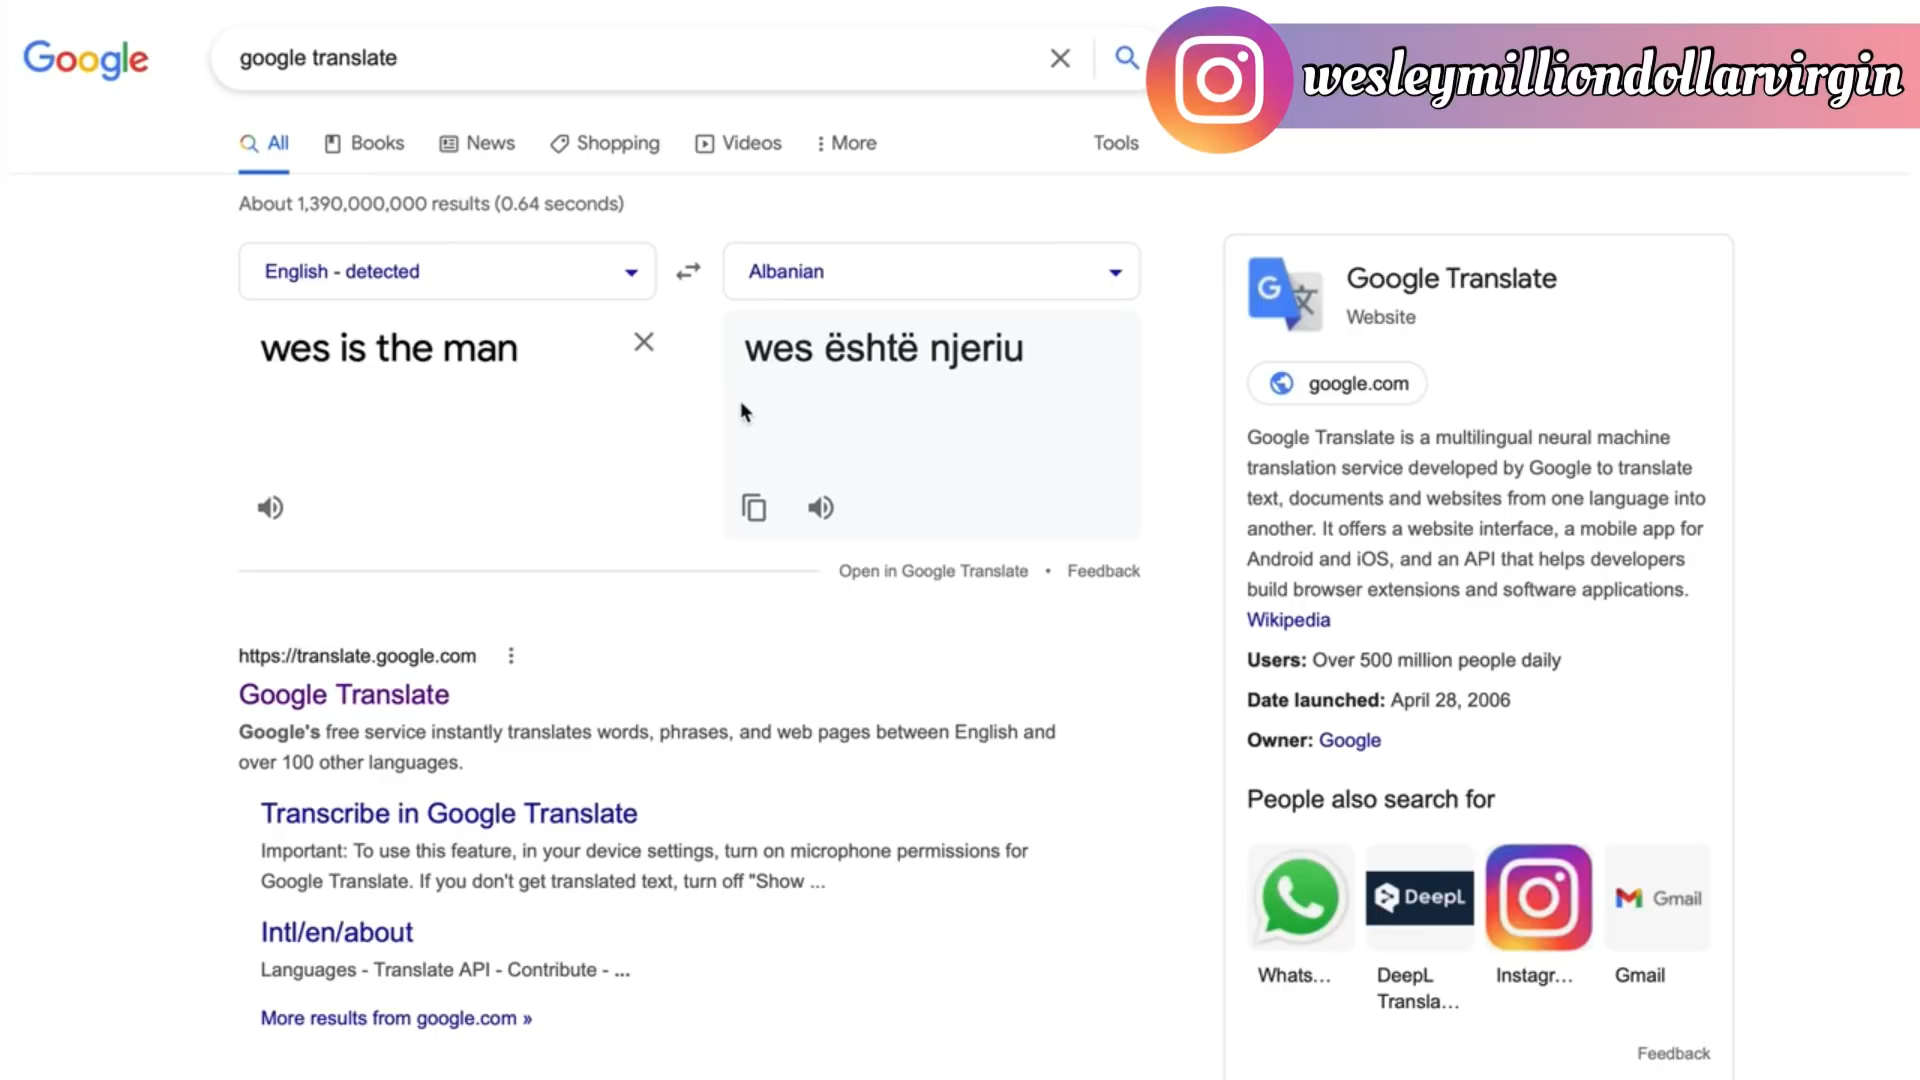 Google
google translate
wesleymilliondollarvirgin
All
Books
News
Shopping
Videos
More
Tools
About 1,390,000,000 results (0.64 seconds)
English - detected
Albanian
wes is the man
wes është njeriu
Open in Google Translate • Feedback
https://translate.google.com
Google Translate
Google's free service instantly translates words, phrases, and web pages between English and
over 100 other languages.
Transcribe in Google Translate
Important: To use this feature, in your device settings, turn on microphone permissions for
Google Translate. If you don't get translated text, turn off "Show ...
Intl/en/about
Languages - Translate API - Contribute - ...
More results from google.com »
G 文
Google Translate
Website
google.com
Google Translate is a multilingual neural machine
translation service developed by Google to translate
text, documents and websites from one language into
another. It offers a website interface, a mobile app for
Android and iOS, and an API that helps developers
build browser extensions and software applications.
Wikipedia
Users: Over 500 million people daily
Date launched: April 28, 2006
Owner: Google
People also search for
DeepL
Gmail
Whats...
DeepL
Transla...
Instagr...
Gmail
Feedback